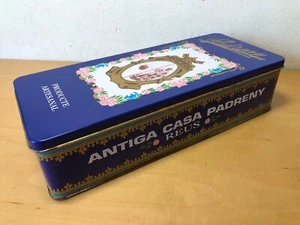 PRODUCTE
ARTESANAL
ANTIGA CASA PADRENY
REUS